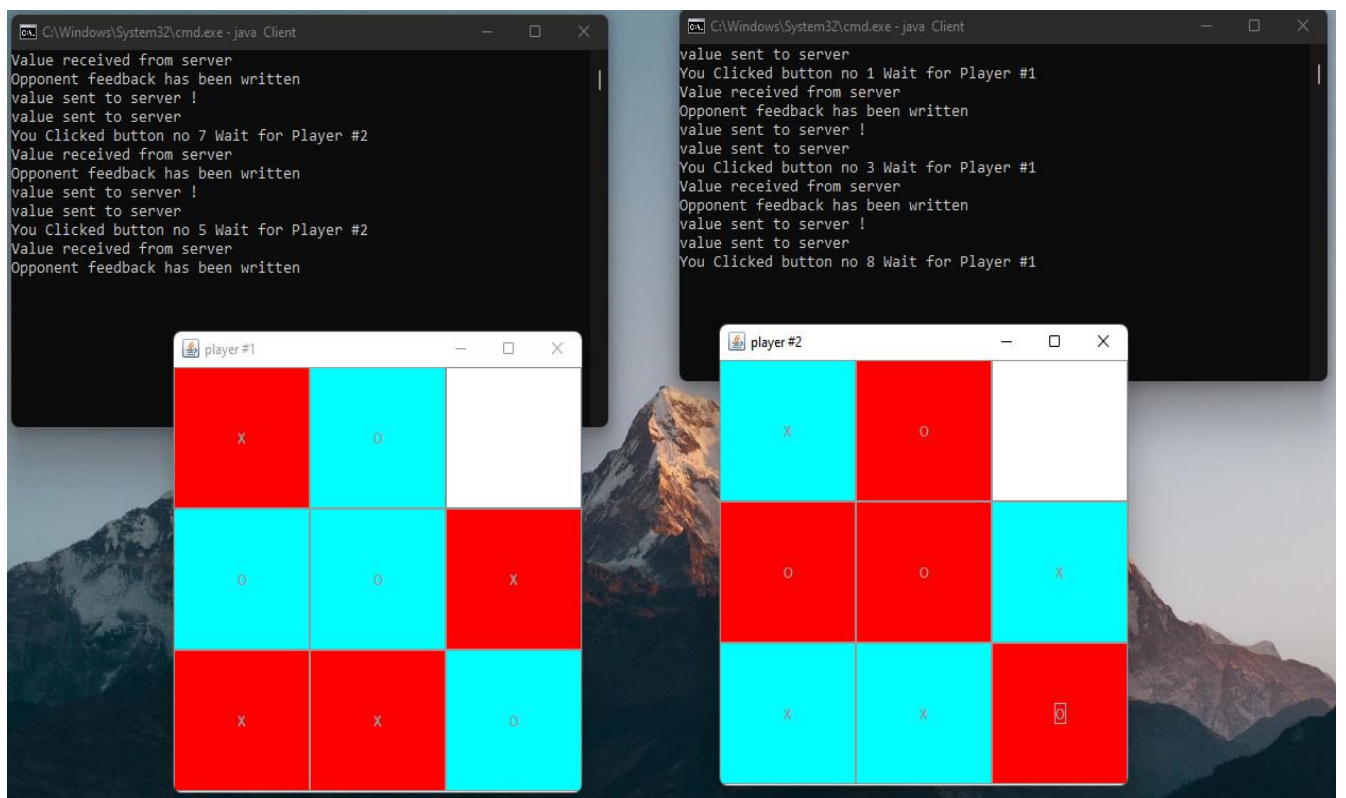 C:\Windows\System32\cmd.exe - java Client
Value received from server
Opponent feedback has been written
value sent to server !
value sent to server
You Clicked button no 7 Wait for Player #2
Value received from server
Opponent feedback has been written
value sent to server !
value sent to server
You Clicked button no 5 Wait for Player #2
Value received from server
Opponent feedback has been written
C:\Windows\System32\cmd.exe - java Client
value sent to server
You Clicked button no 1 Wait for Player #1
Value received from server
Opponent feedback has been written
value sent to server !
value sent to server
You Clicked button no 3 Wait for Player #1
Value received from server
Opponent feedback has been written
value sent to server !
value sent to server
You Clicked button no 8 Wait for Player #1
player #1
X O
O O X
X X O
player #2
X O
O O X
X X O